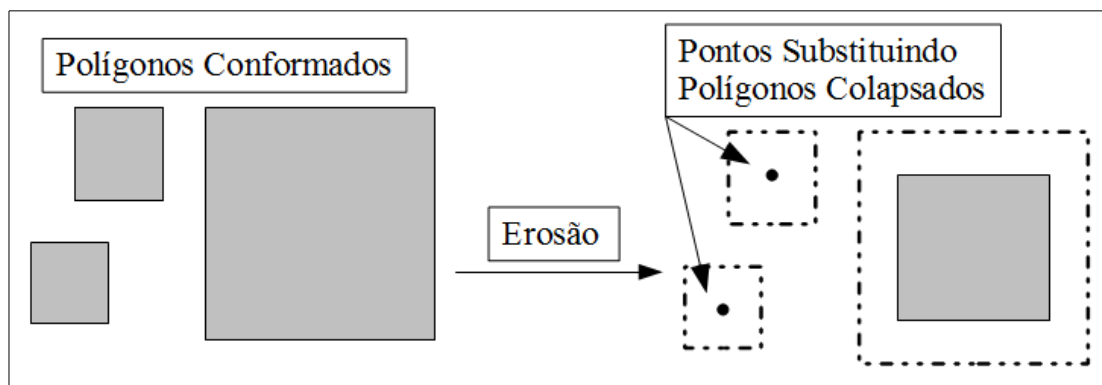 Polígonos Conformados
Pontos Substituindo
Polígonos Colapsados
Erosão